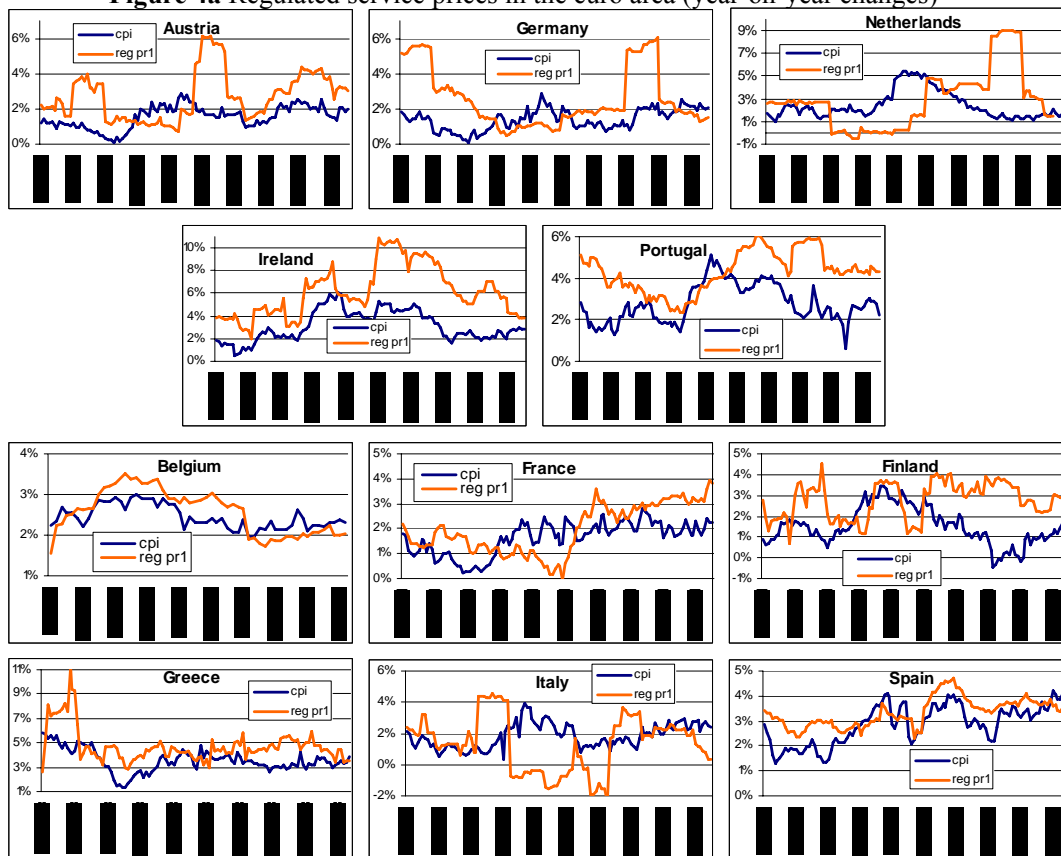 Figure 4.a Regulated service prices in the euro area (year-on-year changes)
Austria
6%
4%
2%
0%
cpi
reg pr1
Germany
6%
4%
2%
0%
cpi
reg pr1
Netherlands
9%
7%
5%
3%
1%
-1%
cpi
reg pr1
Ireland
10%
8%
6%
4%
2%
0%
cpi
reg pr1
Portugal
6%
4%
2%
0%
cpi
reg pr1
Belgium
4%
3%
2%
1%
cpi
reg pr1
France
5%
4%
3%
2%
1%
0%
cpi
reg pr1
Finland
5%
4%
3%
2%
1%
0%
-1%
cpi
reg pr1
Greece
11%
9%
7%
5%
3%
1%
cpi
reg pr1
Italy
6%
4%
2%
0%
-2%
cpi
reg pr1
Spain
5%
4%
3%
2%
1%
0%
cpi
reg pr1